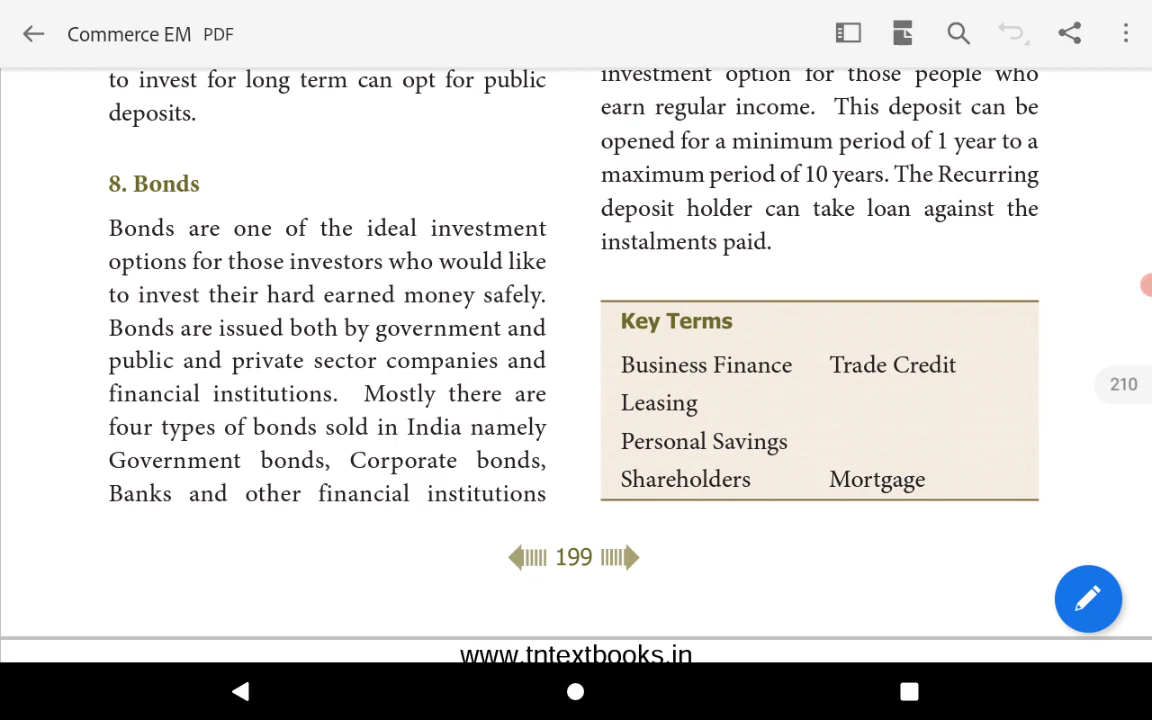 Commerce EM PDF
to invest for long term can opt for public
deposits.
8. Bonds
Bonds are one of the ideal investment
options for those investors who would like
to invest their hard earned money safely.
Bonds are issued both by government and
public and private sector companies and
financial institutions. Mostly there are
four types of bonds sold in India namely
Government bonds, Corporate bonds,
Banks and other financial institutions
investment option for those people who
earn regular income. This deposit can be
opened for a minimum period of 1 year to a
maximum period of 10 years. The Recurring
deposit holder can take loan against the
instalments paid.
Key Terms
Business Finance Trade Credit
Leasing
Personal Savings
Shareholders Mortgage
210
199
www.tntextbooks.in